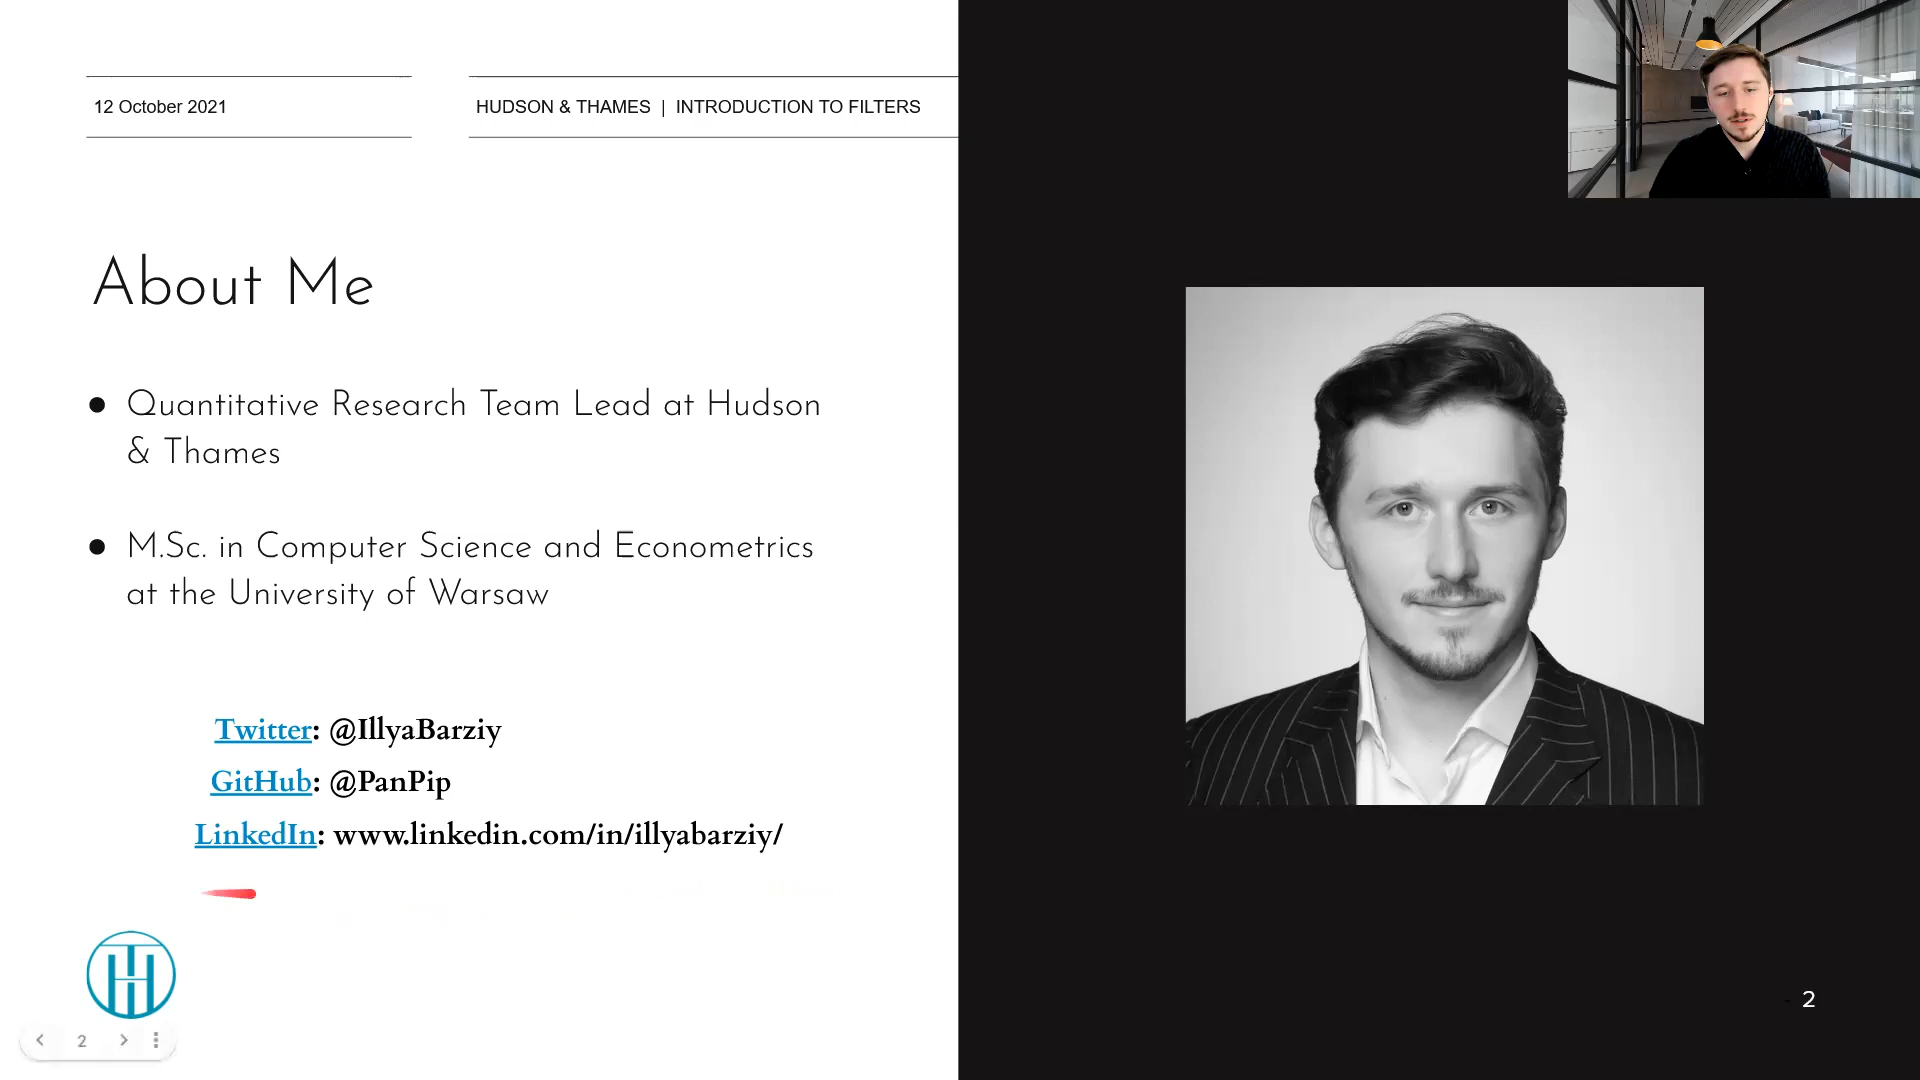 12 October 2021
HUDSON & THAMES | INTRODUCTION TO FILTERS
About Me
● Quantitative Research Team Lead at Hudson
& Thames
● M.Sc. in Computer Science and Econometrics
at the University of Warsaw
Twitter: @IllyaBarziy
GitHub: @PanPip
LinkedIn: www.linkedin.com/in/illyabarziy/
2
2